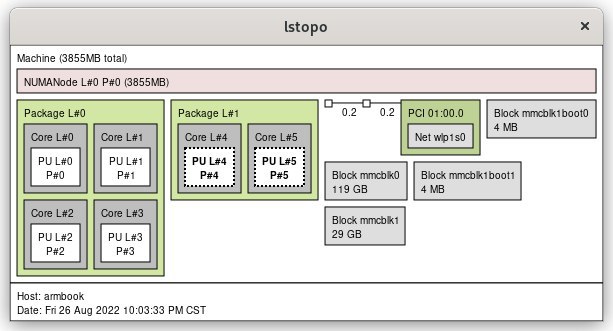 lstopo
×
Machine (3855MB total)
NUMANode L#0 P#0 (3855MB)
Package L#0
Core L#0
PU L#0
P#0
Core L#1
PU L#1
P#1
Core L#2
PU L#2
P#2
Core L#3
PU L#3
P#3
Package L#1
Core L#4
PU L#4
P#4
Core L#5
PU L#5
P#5
0.2
0.2
PCI 01:00.0
Net wlp1s0
Block mmcblk1boot0
4 MB
Block mmcblk0
119 GB
Block mmcblk1boot1
4 MB
Block mmcblk1
29 GB
Host: armbook
Date: Fri 26 Aug 2022 10:03:33 PM CST